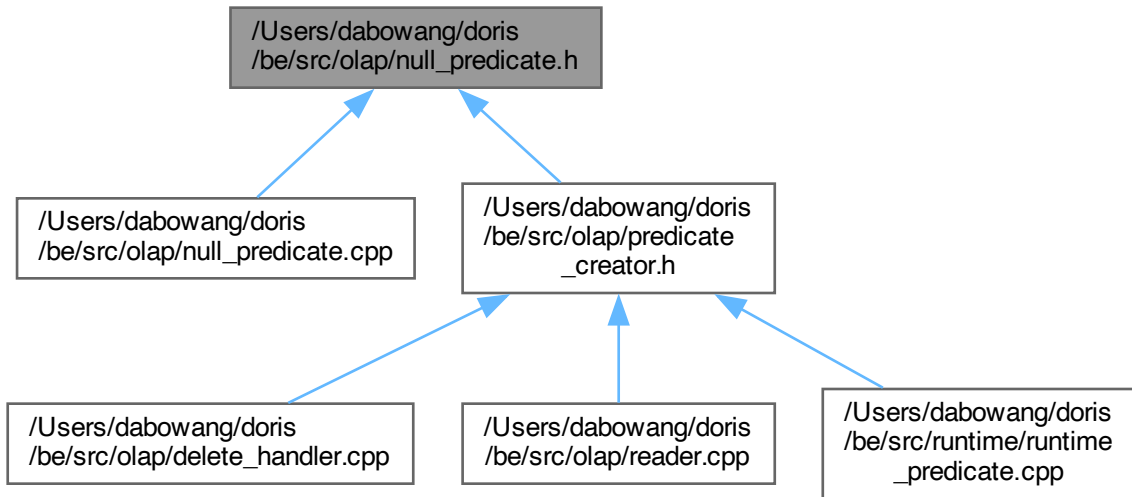 /Users/dabowang/doris
/be/src/olap/null_predicate.h
/Users/dabowang/doris
/be/src/olap/null_predicate.cpp
/Users/dabowang/doris
/be/src/olap/predicate
_creator.h
/Users/dabowang/doris
/be/src/olap/delete_handler.cpp
/Users/dabowang/doris
/be/src/olap/reader.cpp
/Users/dabowang/doris
/be/src/runtime/runtime
_predicate.cpp